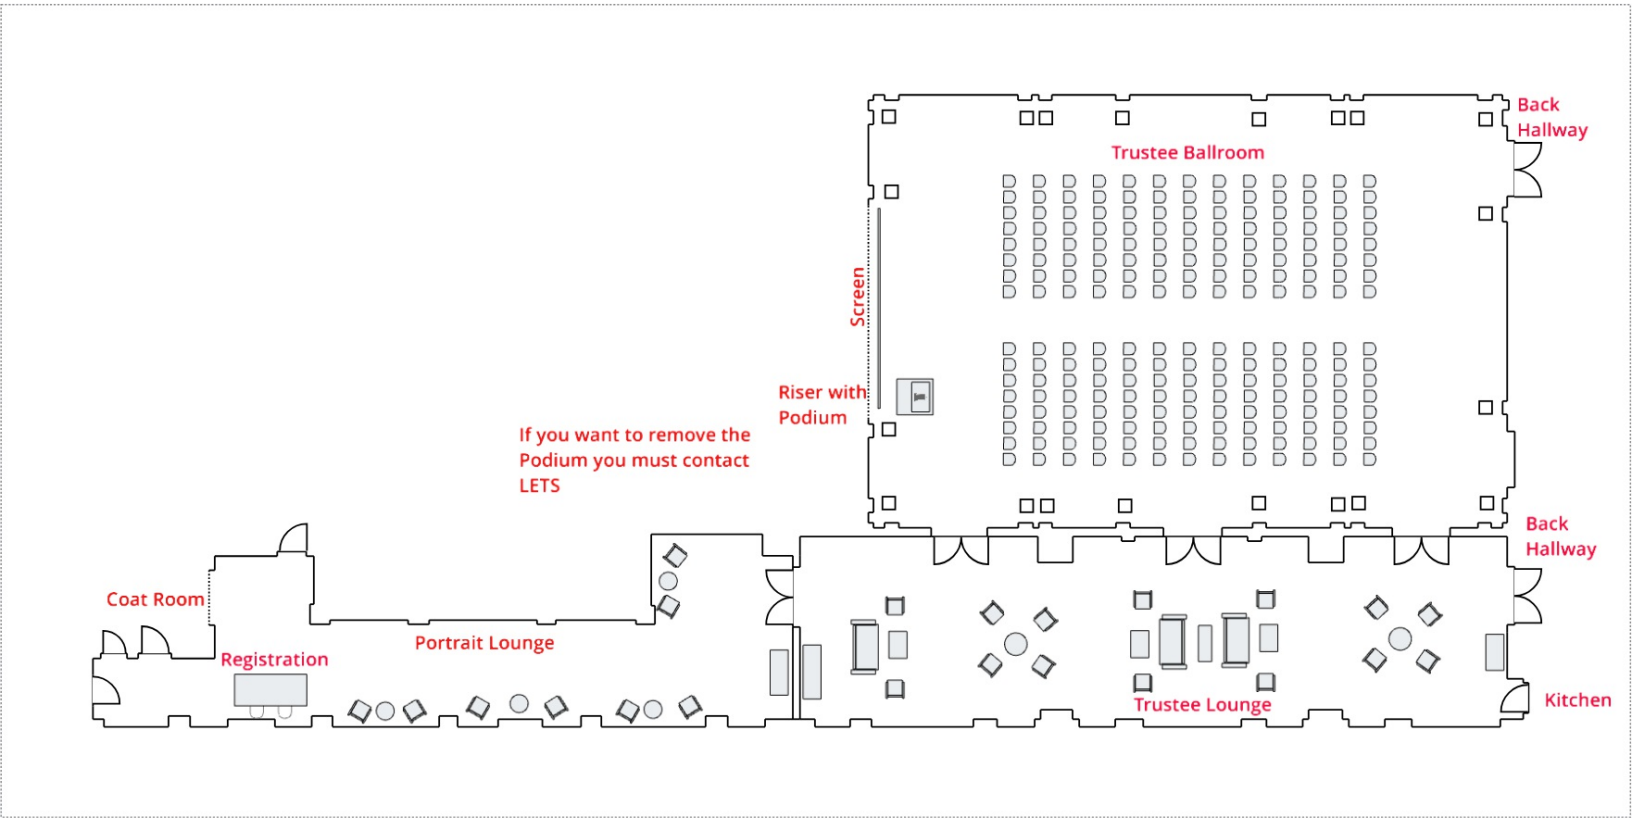 Back
Hallway
Trustee Ballroom
Screen
Riser with
Podium
If you want to remove the
Podium you must contact
LETS
Back
Hallway
Coat Room
Portrait Lounge
Registration
Trustee Lounge
Kitchen